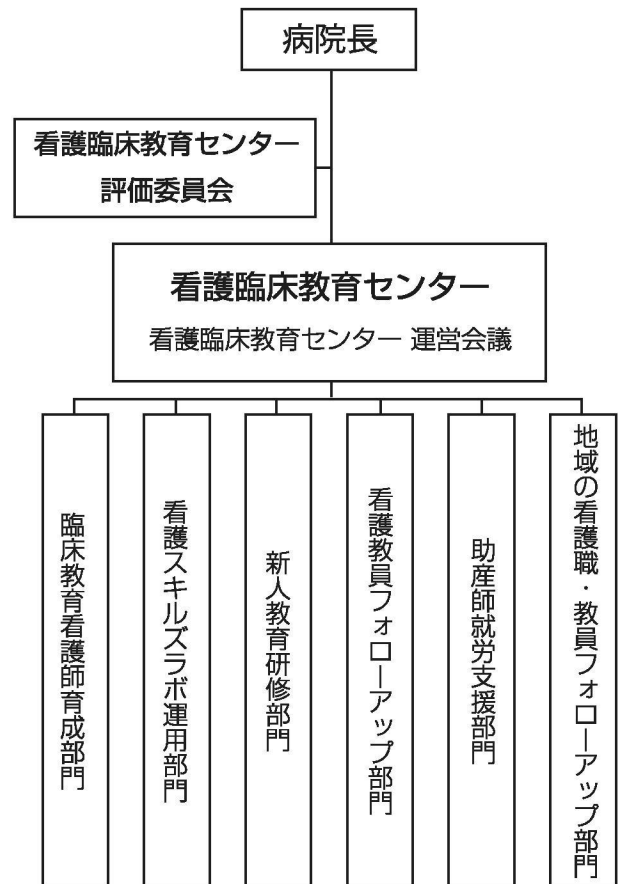 病院長
看護臨床教育センター
評価委員会
看護臨床教育センター
看護臨床教育センター 運営会議
臨床教育看護師育成部門
看護スキルズラボ運用部門
新人教育研修部門
看護教員フォローアップ部門
助産師就労支援部門
地域の看護職・教員フォローアップ部門